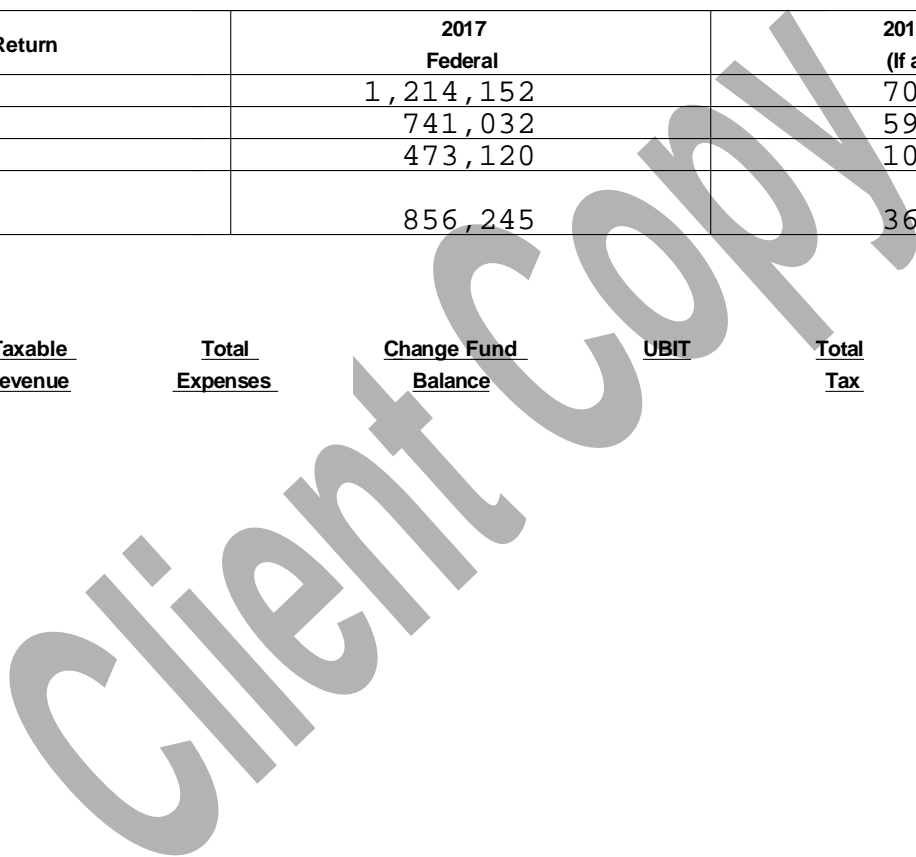 Return 2017 201
Federal (If a
1,214,152 70
741,032 59
473,120 10
856,245 36
Taxable Total Change Fund UBIT Total
evenue Expenses Balance Tax
Client Copy